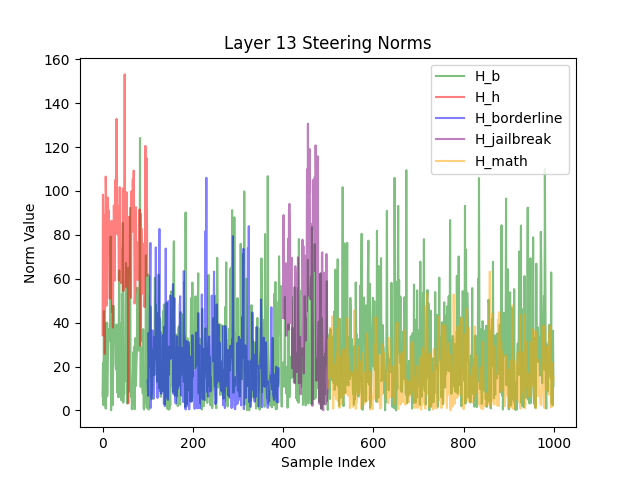 Layer 13 Steering Norms
Norm Value
160
140
120
100
80
60
40
20
0
H_b
H_h
H_borderline
H_jailbreak
H_math
0
200
400
600
800
1000
Sample Index